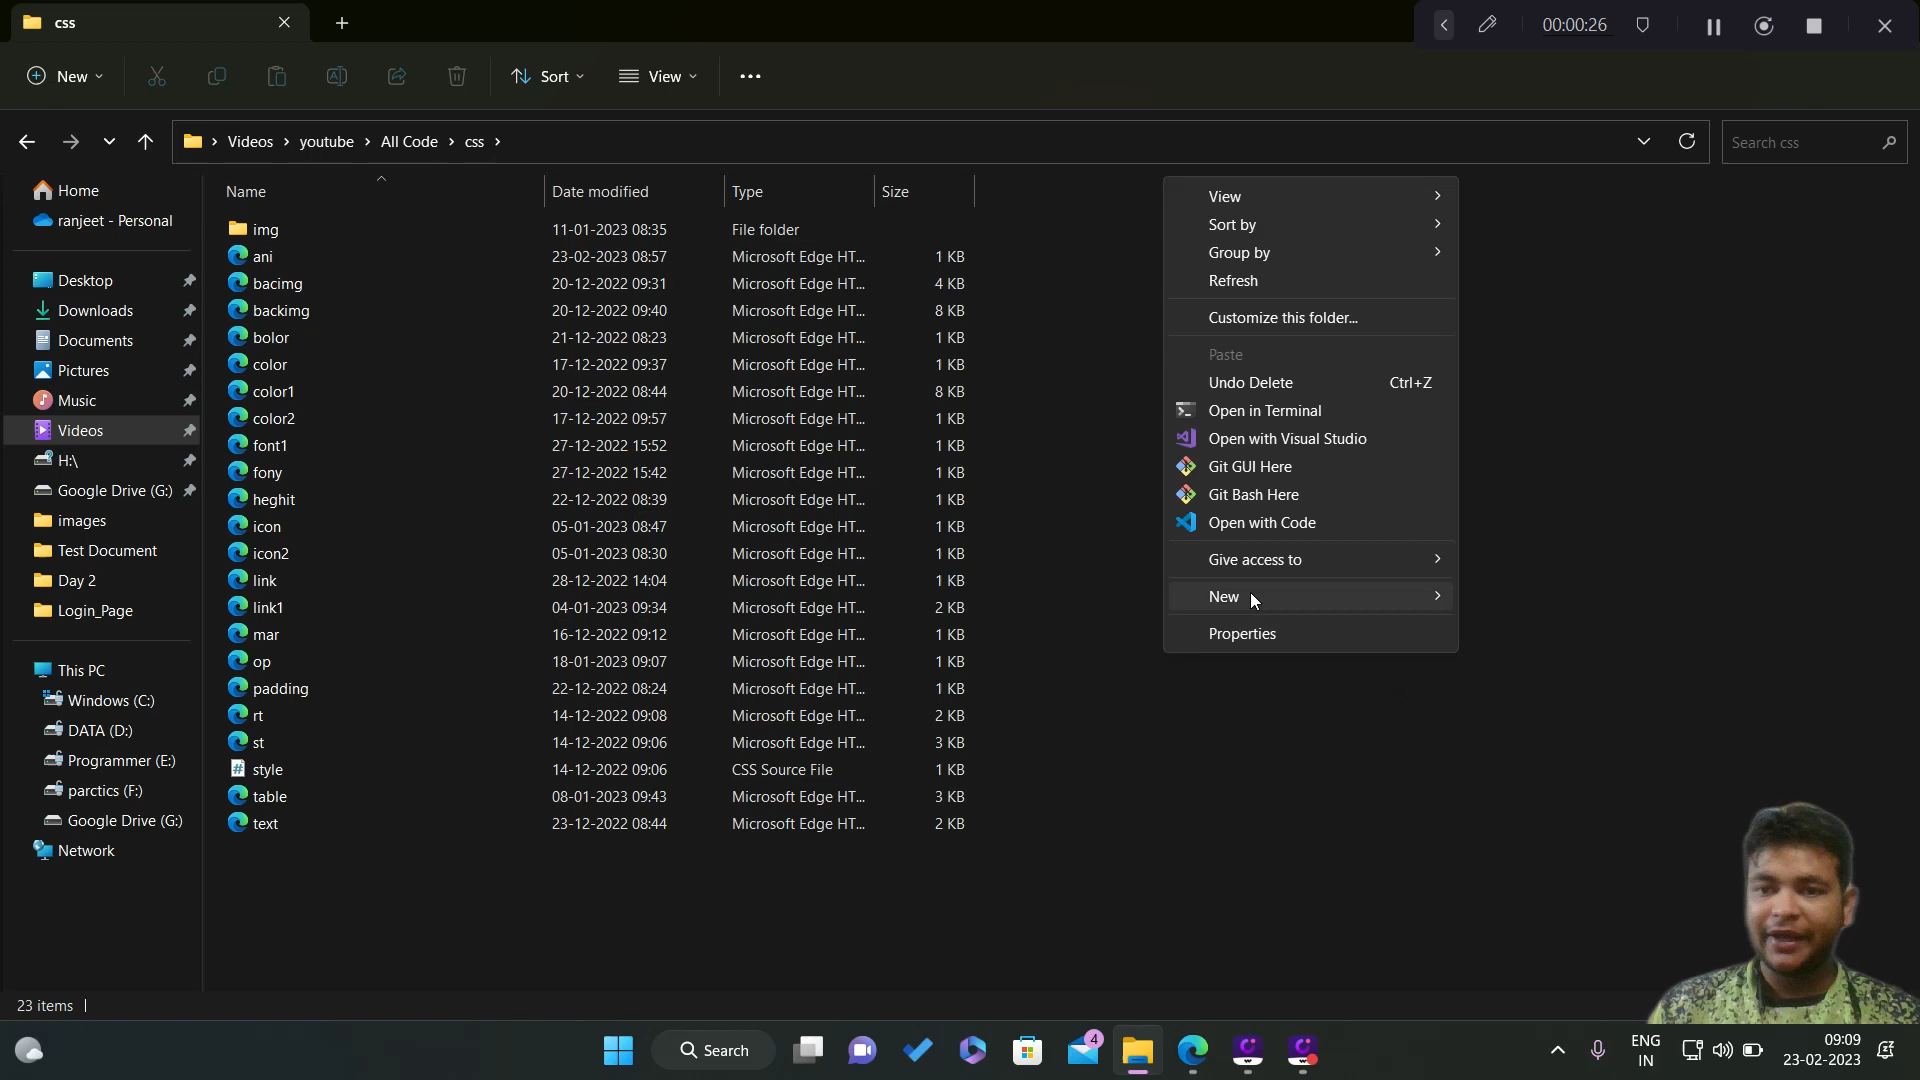 css
00:00:26
New
Sort
View
Videos
youtube
All Code
css
Search css
Home
ranjeet - Personal
Desktop
Downloads
Documents
Pictures
Music
Videos
H:\
Google Drive (G:)
images
Test Document
Day 2
Login_Page
This PC
Windows (C:)
DATA (D:)
Programmer (E:)
parctics (F:)
Google Drive (G:)
Network
Name Date modified Type Size
img 11-01-2023 08:35 File folder
ani 23-02-2023 08:57 Microsoft Edge HT... 1 KB
bacimg 20-12-2022 09:31 Microsoft Edge HT... 4 KB
backimg 20-12-2022 09:40 Microsoft Edge HT... 8 KB
bolor 21-12-2022 08:23 Microsoft Edge HT... 1 KB
color 17-12-2022 09:37 Microsoft Edge HT... 1 KB
color1 20-12-2022 08:44 Microsoft Edge HT... 8 KB
color2 17-12-2022 09:57 Microsoft Edge HT... 1 KB
font1 27-12-2022 15:52 Microsoft Edge HT... 1 KB
fony 27-12-2022 15:42 Microsoft Edge HT... 1 KB
heghit 22-12-2022 08:39 Microsoft Edge HT... 1 KB
icon 05-01-2023 08:47 Microsoft Edge HT... 1 KB
icon2 05-01-2023 08:30 Microsoft Edge HT... 1 KB
link 28-12-2022 14:04 Microsoft Edge HT... 1 KB
link1 04-01-2023 09:34 Microsoft Edge HT... 2 KB
mar 16-12-2022 09:12 Microsoft Edge HT... 1 KB
op 18-01-2023 09:07 Microsoft Edge HT... 1 KB
padding 22-12-2022 08:24 Microsoft Edge HT... 1 KB
rt 14-12-2022 09:08 Microsoft Edge HT... 2 KB
st 14-12-2022 09:06 Microsoft Edge HT... 3 KB
style 14-12-2022 09:06 CSS Source File 1 KB
table 08-01-2023 09:43 Microsoft Edge HT... 3 KB
text 23-12-2022 08:44 Microsoft Edge HT... 2 KB
View
Sort by
Group by
Refresh
Customize this folder...
Paste
Undo Delete Ctrl+Z
Open in Terminal
Open with Visual Studio
Git GUI Here
Git Bash Here
Open with Code
Give access to
New
Properties
23 items
Search
4
ENG
IN
09:09
23-02-2023